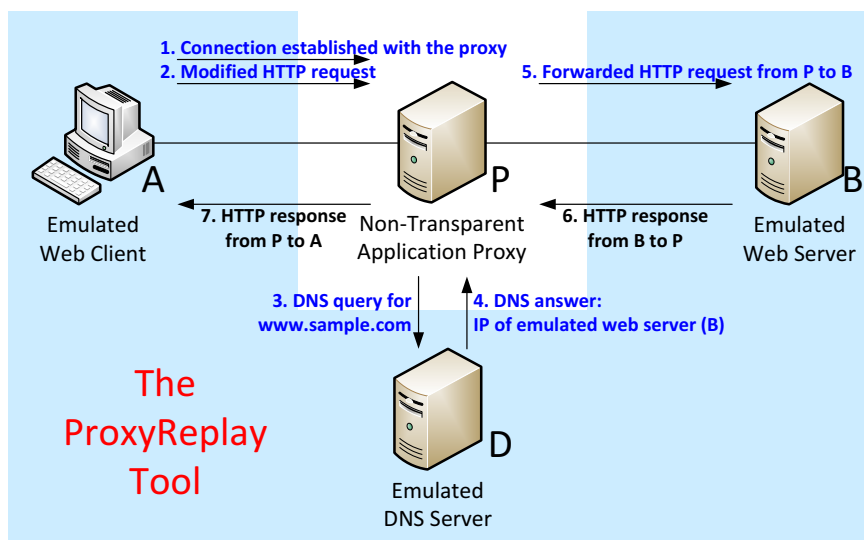 1. Connection established with the proxy
2. Modified HTTP request
5. Forwarded HTTP request from P to B
A
P
B
Emulated
Web Client
7. HTTP response
from P to A
Non-Transparent
Application Proxy
6. HTTP response
from B to P
Emulated
Web Server
3. DNS query for
www.sample.com
4. DNS answer:
IP of emulated web server (B)
The
ProxyReplay
Tool
D
Emulated
DNS Server